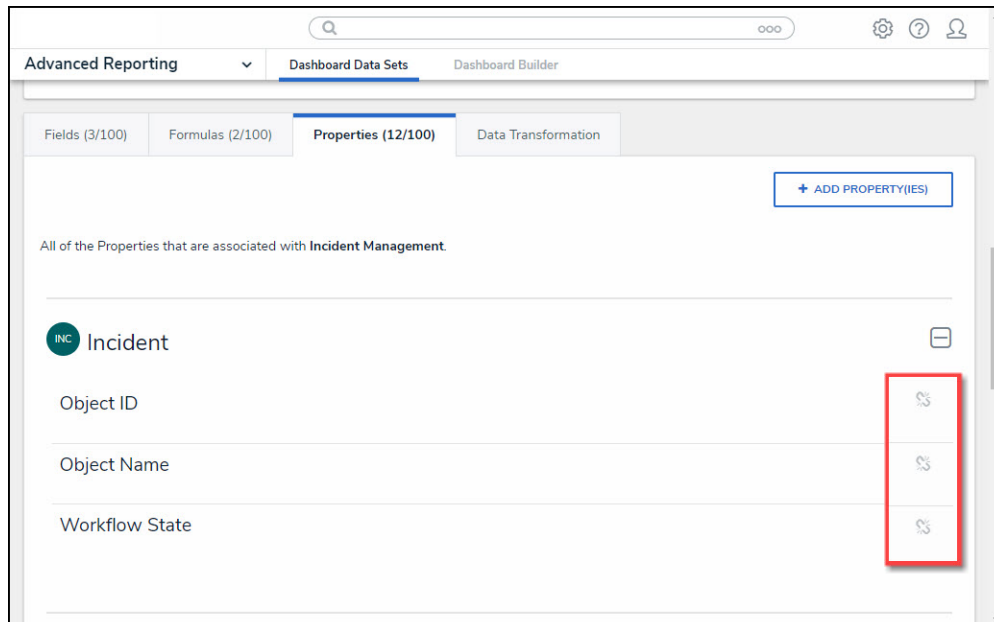 ooo
Advanced Reporting
Dashboard Data Sets
Dashboard Builder
Fields (3/100)
Formulas (2/100)
Properties (12/100)
Data Transformation
+ ADD PROPERTY(IES)
All of the Properties that are associated with Incident Management.
INC Incident
Object ID
Object Name
Workflow State